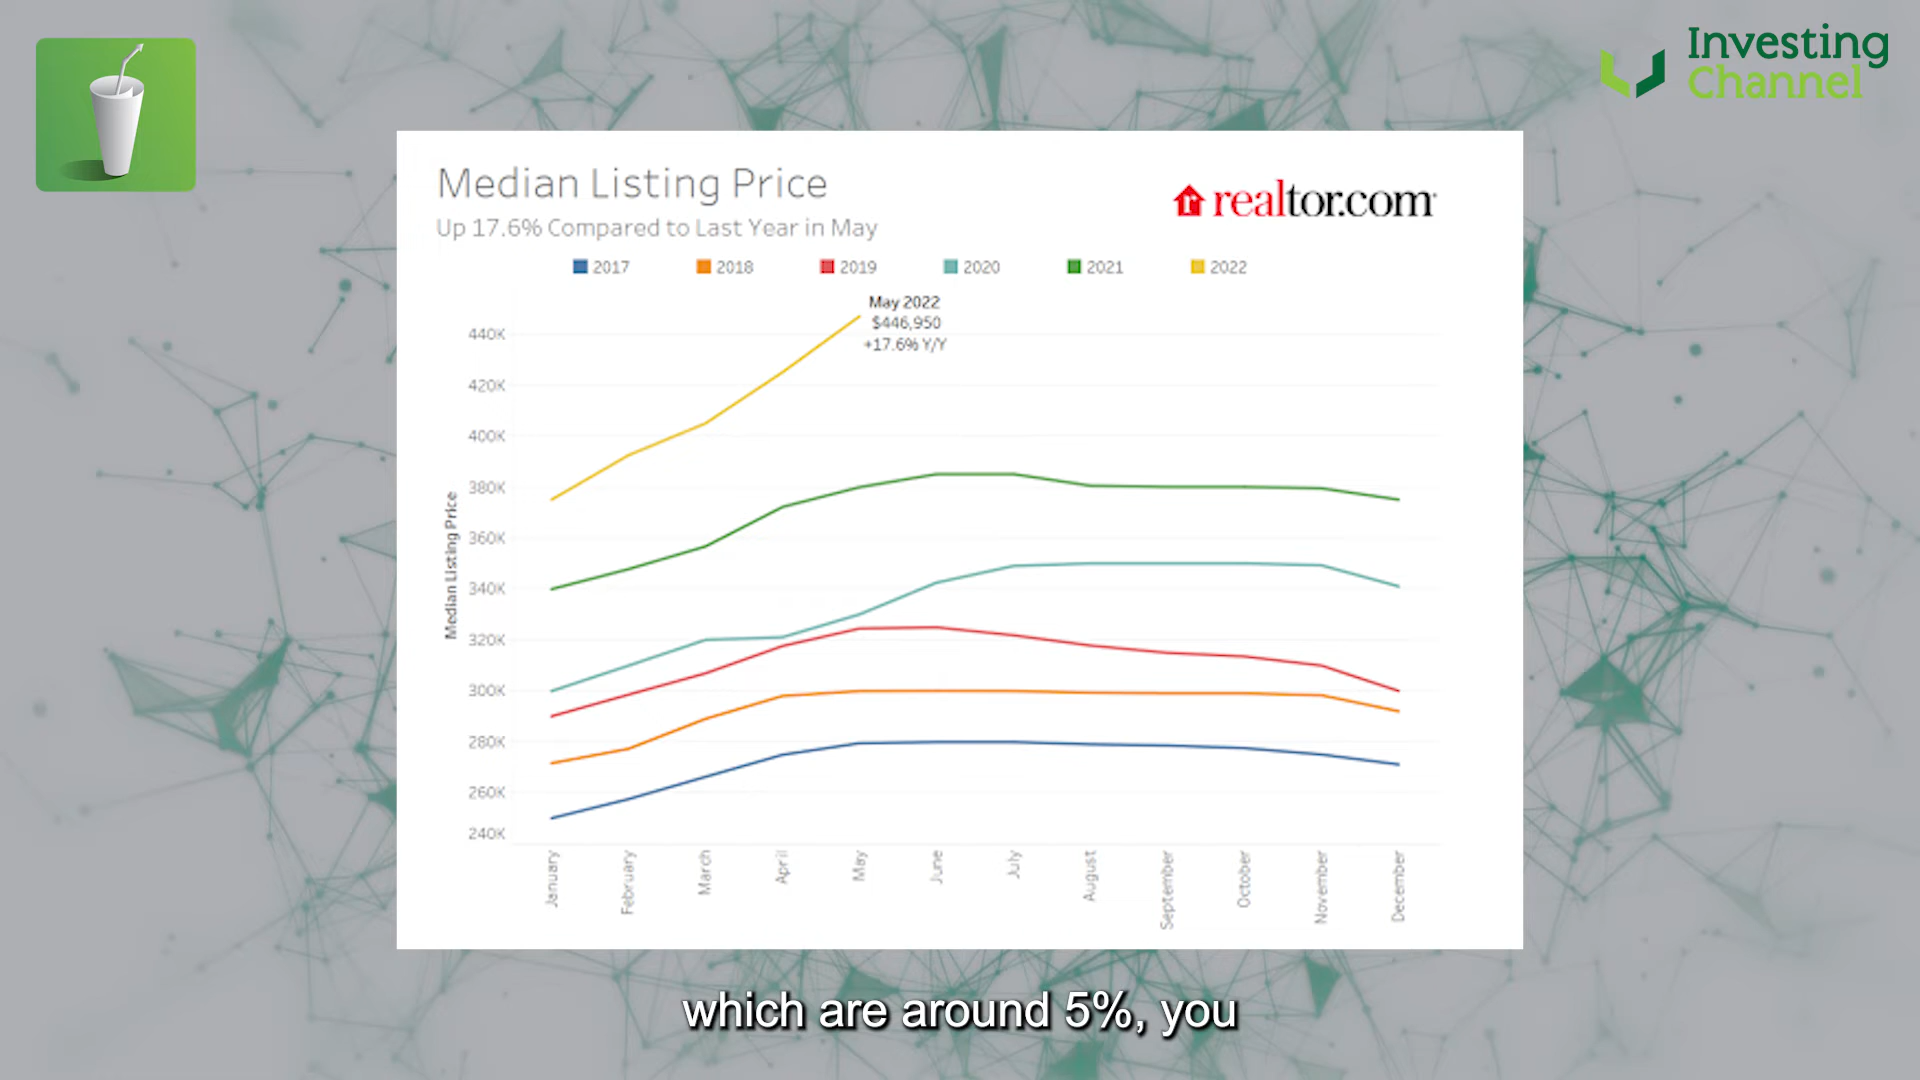 Investing
Channel
Median Listing Price
realtor.com
Up 17.6% Compared to Last Year in May
2017 2018 2019 2020 2021 2022
May 2022
$446,950
+17.6% Y/Y
440K
420K
400K
380K
360K
340K
320K
300K
280K
260K
240K
Median Listing Price
January February March April May June July August September October November December
which are around 5%, you